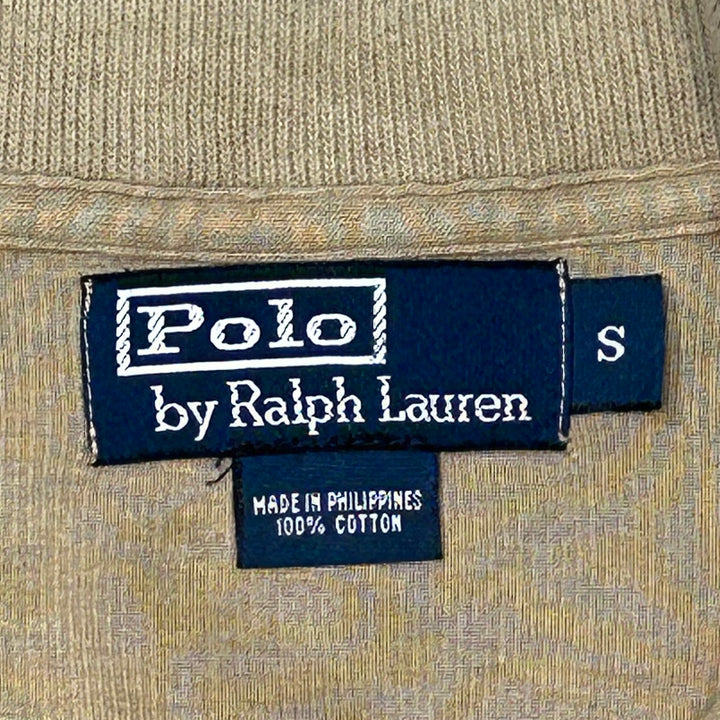 Polo
by Ralph Lauren
S
MADE IN PHILIPPINES
100% COTTON